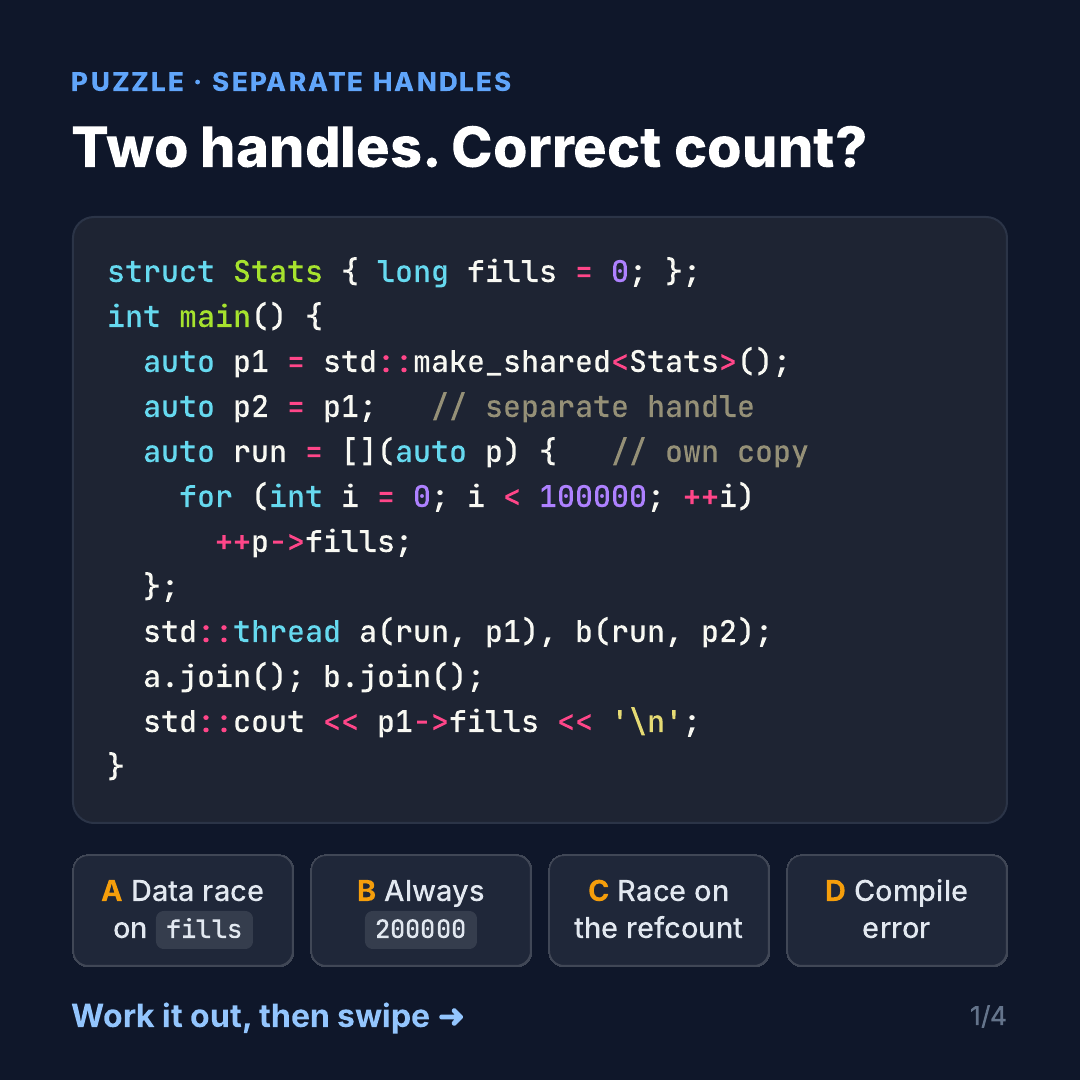 PUZZLE · SEPARATE HANDLES
Two handles. Correct count?
struct Stats { long fills = 0; };
int main() {
  auto p1 = std::make_shared<Stats>();
  auto p2 = p1;   // separate handle
  auto run = [](auto p) {   // own copy
    for (int i = 0; i < 100000; ++i)
      ++p->fills;
  };
  std::thread a(run, p1), b(run, p2);
  a.join(); b.join();
  std::cout << p1->fills << '\n';
}
A Data race
on fills
B Always
200000
C Race on
the refcount
D Compile
error
Work it out, then swipe ➜
1/4